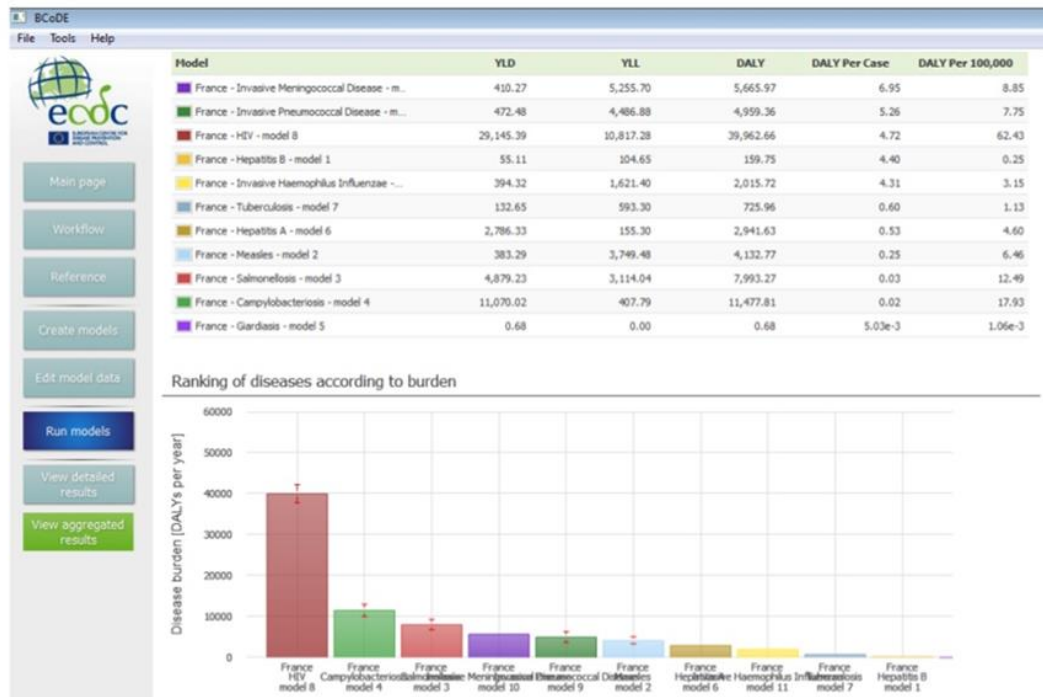 BCoDE
File Tools Help
ecdc
EUROPEAN CENTRE FOR
DISEASE PREVENTION
AND CONTROL
Main page
Workflow
Reference
Create models
Edit model data
Run models
View detailed
results
View aggregated
results
Model YLD YLL DALY DALY Per Case DALY Per 100,000
France - Invasive Meningococcal Disease - m... 410.27 5,255.70 5,665.97 6.95 8.85
France - Invasive Pneumococcal Disease - m... 472.48 4,486.88 4,959.36 5.26 7.75
France - HIV - model 8 29,145.39 10,817.28 39,962.66 4.72 62.43
France - Hepatitis B - model 1 55.11 104.65 159.75 4.40 0.25
France - Invasive Haemophilus Influenzae -... 394.32 1,621.40 2,015.72 4.31 3.15
France - Tuberculosis - model 7 132.65 593.30 725.96 0.60 1.13
France - Hepatitis A - model 6 2,786.33 155.30 2,941.63 0.53 4.60
France - Measles - model 2 383.29 3,749.48 4,132.77 0.25 6.46
France - Salmonellosis - model 3 4,879.23 3,114.04 7,993.27 0.03 12.49
France - Campylobacteriosis - model 4 11,070.02 407.79 11,477.81 0.02 17.93
France - Giardiasis - model 5 0.68 0.00 0.68 5.03e-3 1.06e-3
Ranking of diseases according to burden
Disease burden [DALYs per year]
60000
50000
40000
30000
20000
10000
0
France France France France France France France France France France
HIV Campylobacteriosis Hepatitis B
model 8 model 4 model 3 model 10 model 9 model 2 model 6 model 11 model 7 model 1